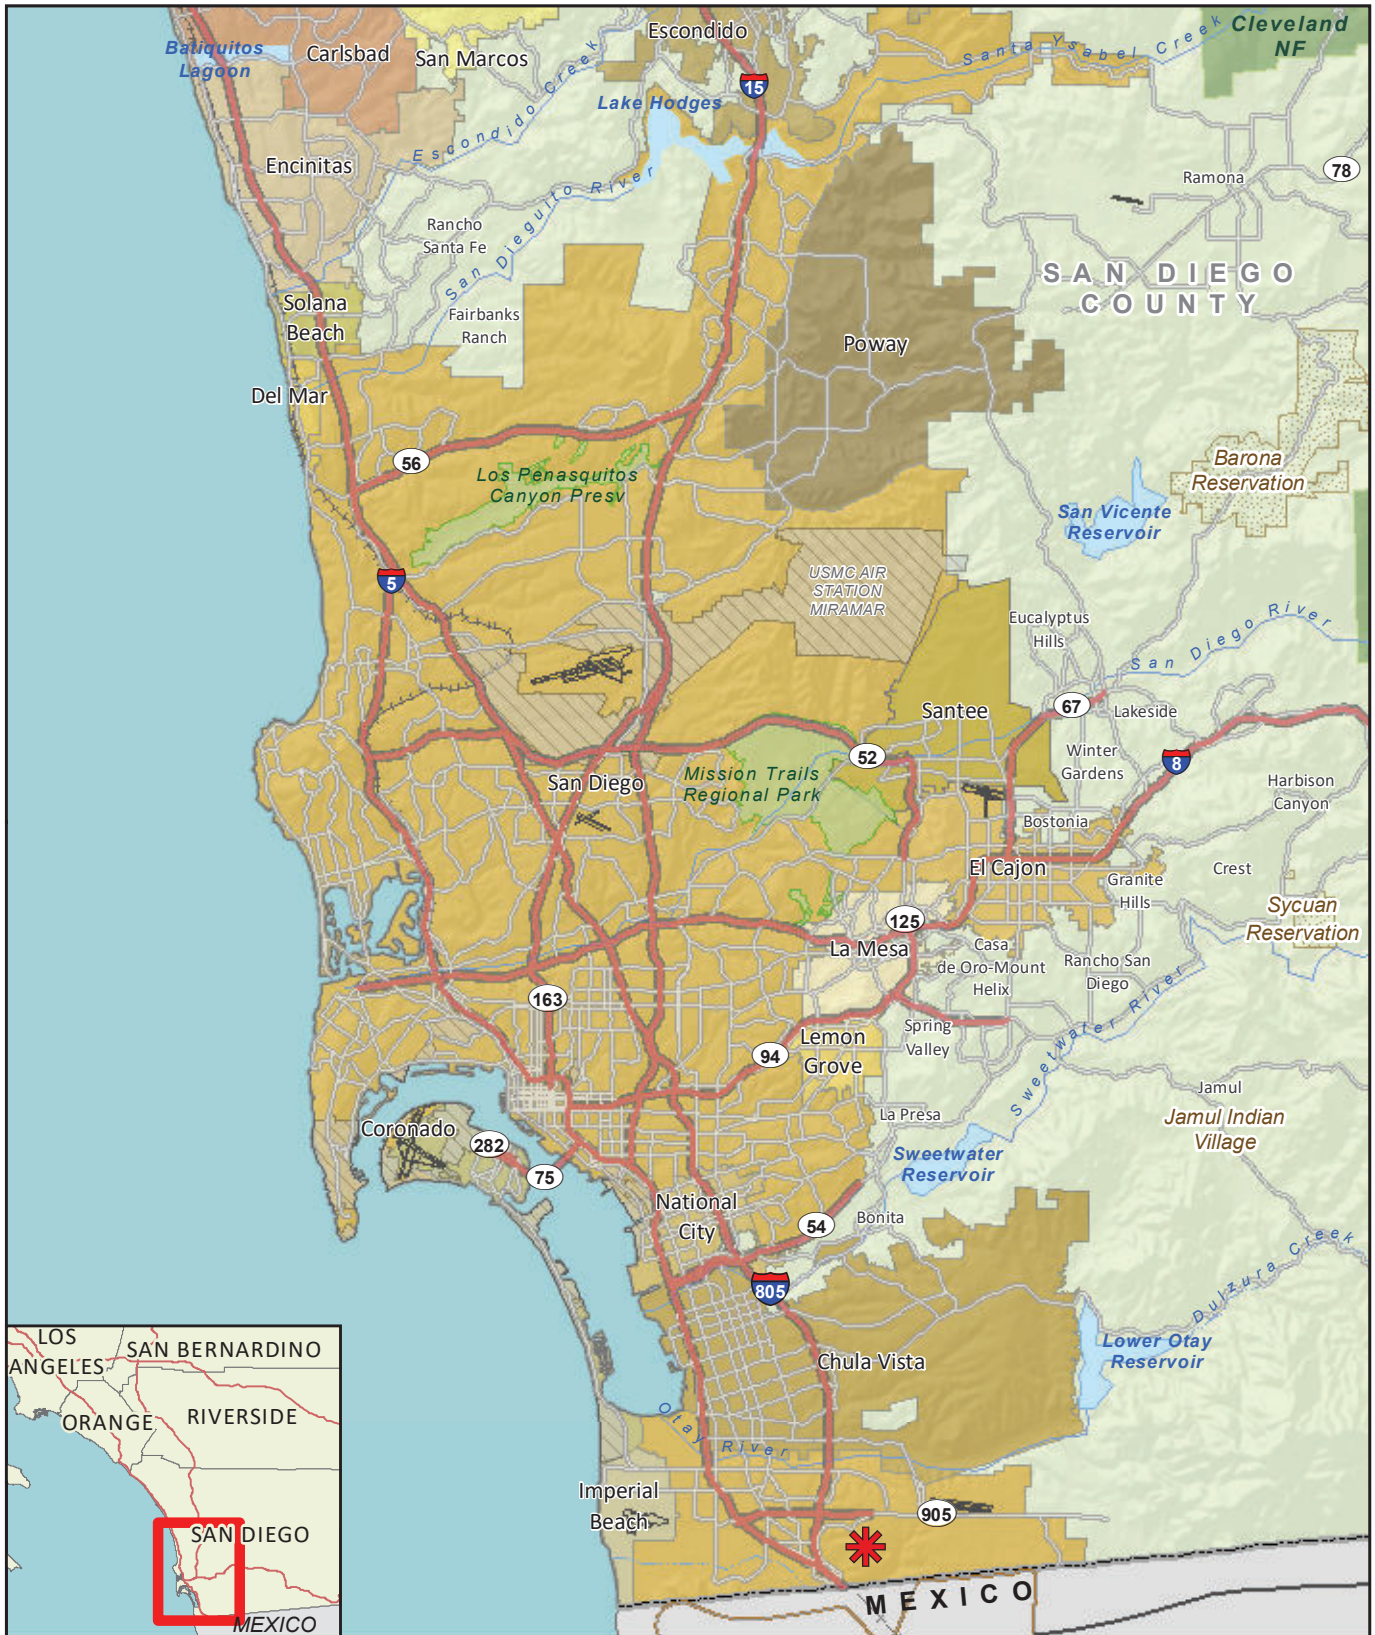 Escondido
Cleveland
NF
Batiquitos
Lagoon
Carlsbad
San Marcos
Santa Ysabel Creek
15
Lake Hodges
Escondido Creek
Encinitas
78
Ramona
San Dieguito River
Rancho
Santa Fe
SAN DIEGO
COUNTY
Solana
Beach
Fairbanks
Ranch
Poway
Del Mar
56
Los Penasquitos
Canyon Presv
Barona
Reservation
San Vicente
Reservoir
5
USMC AIR
STATION
MIRAMAR
Eucalyptus
Hills
San Diego River
Santee
67
Lakeside
52
Winter
Gardens
8
San Diego
Mission Trails
Regional Park
Harbison
Canyon
Bostonia
El Cajon
Crest
Granite
Hills
125
Sycuan
Reservation
La Mesa
Casa
de Oro-Mount
Helix
Rancho San
Diego
163
Spring
Valley
Sweetwater River
Lemon
Grove
94
Jamul
La Presa
Jamul Indian
Village
Coronado
282
75
Sweetwater
Reservoir
National
City
54
Bonita
Dulzura Creek
805
Lower Otay
Reservoir
Chula Vista
Otay River
Imperial
Beach
905
MEXICO
LOS
ANGELES
SAN BERNARDINO
ORANGE
RIVERSIDE
SAN DIEGO
MEXICO